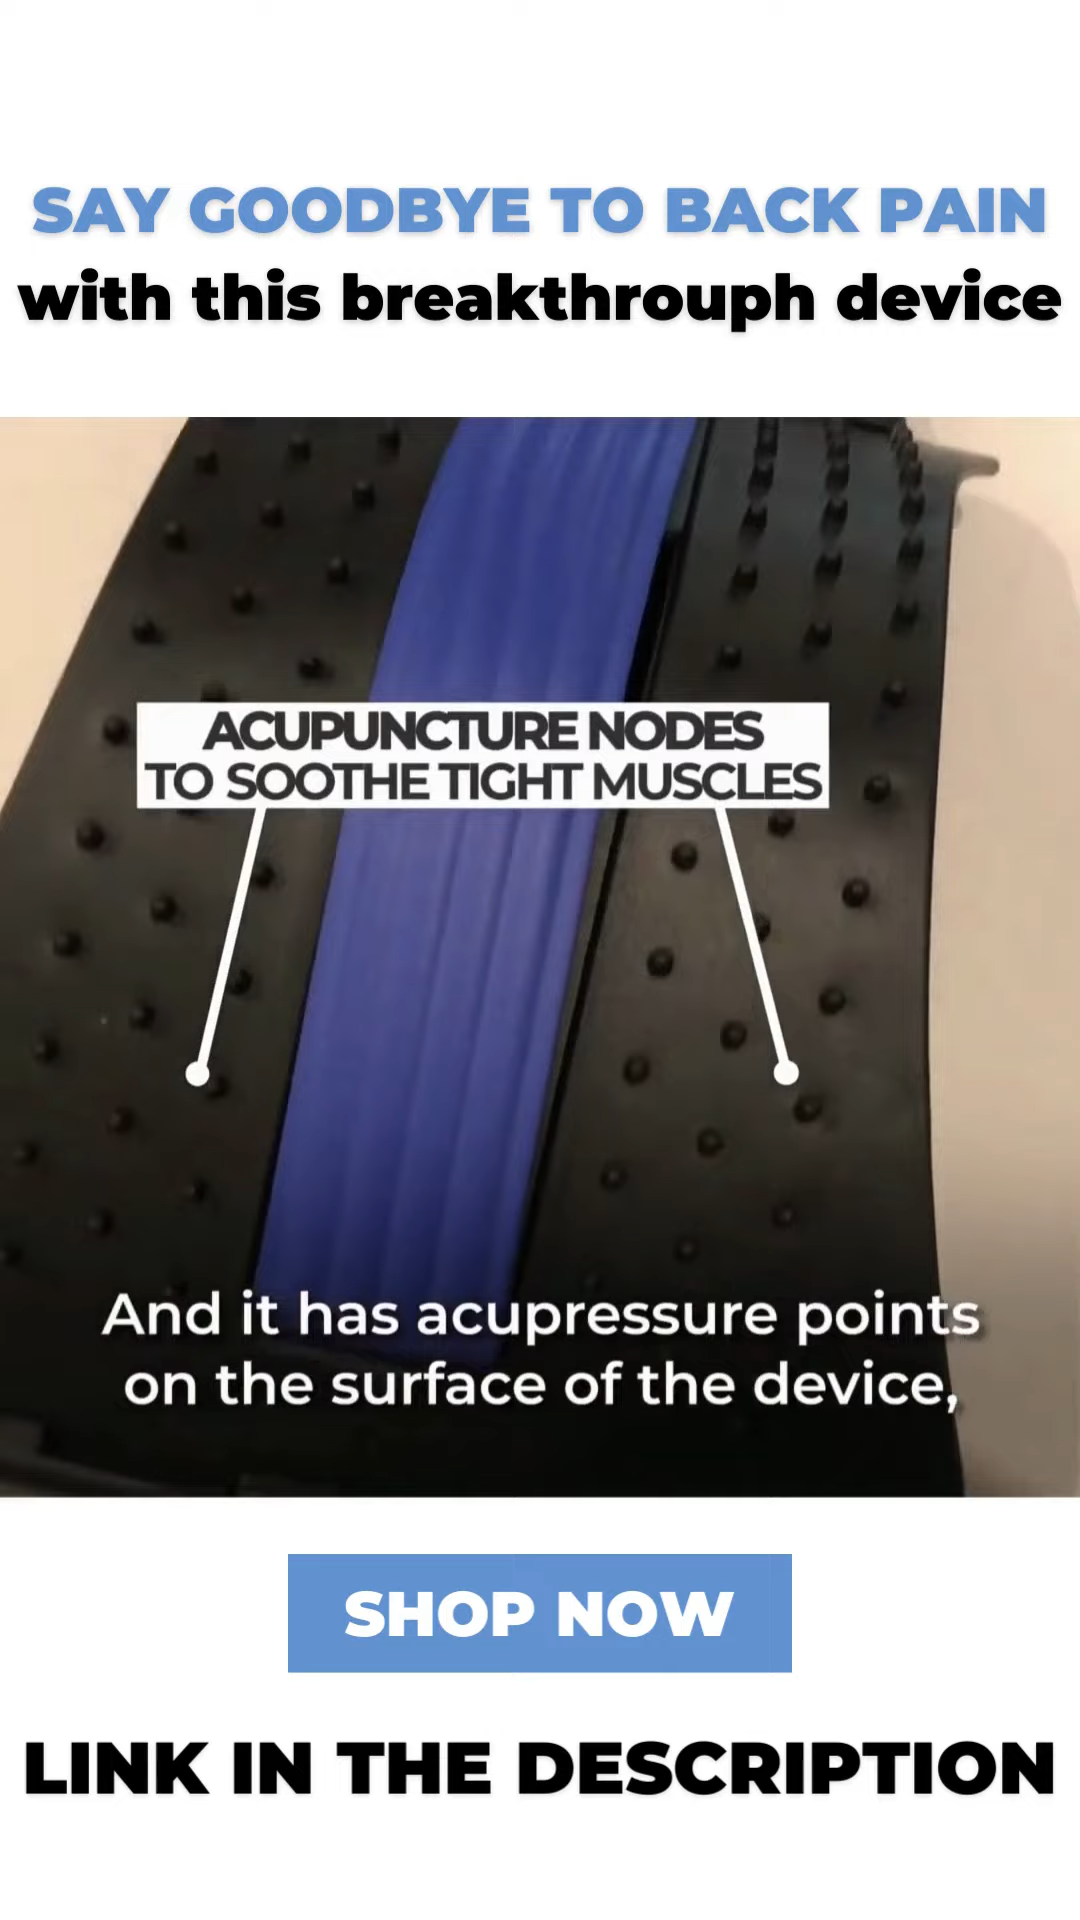 SAY GOODBYE TO BACK PAIN
with this breakthrouph device
ACUPUNCTURE NODES
TO SOOTHE TIGHT MUSCLES
And it has acupressure points
on the surface of the device,
SHOP NOW
LINK IN THE DESCRIPTION